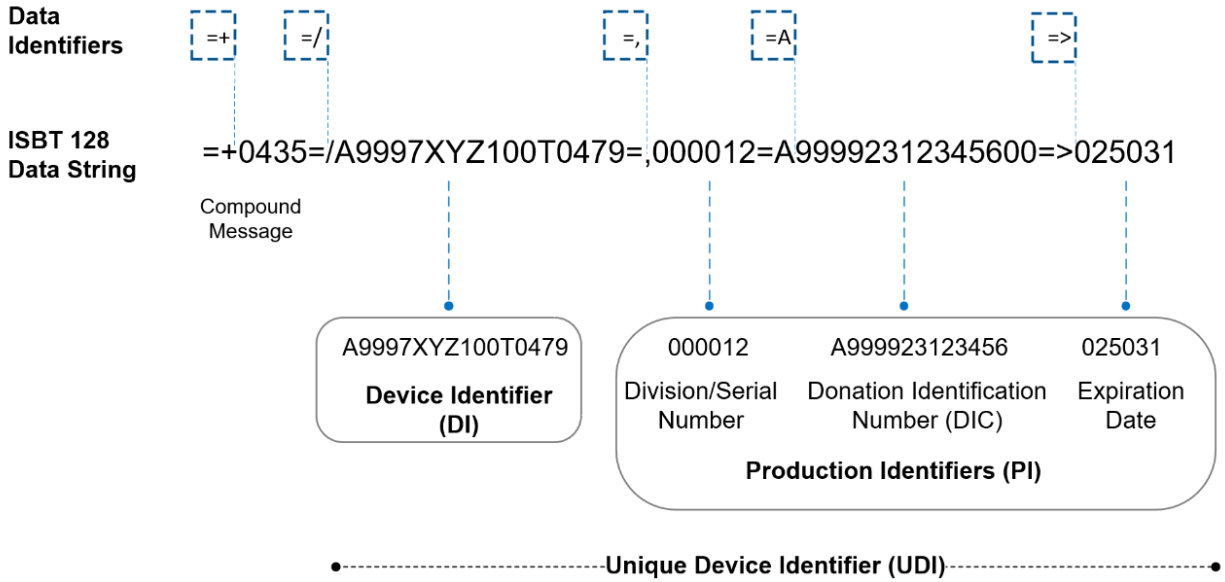 Data
Identifiers
=+
=/
=,
=A
=>
ISBT 128
Data String
=+0435=/A9997XYZ100T0479=,000012=A99992312345600=>025031
Compound
Message
A9997XYZ100T0479
Device Identifier
(DI)
000012
A999923123456
025031
Division/Serial
Number
Donation Identification
Number (DIC)
Expiration
Date
Production Identifiers (PI)
Unique Device Identifier (UDI)